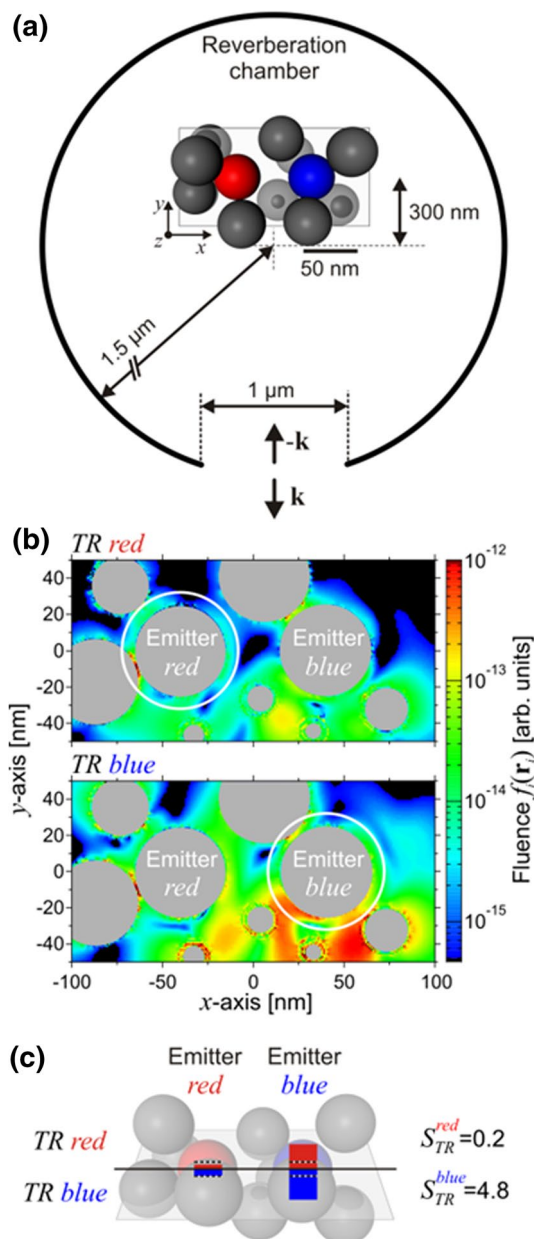 (a)
Reverberation
chamber
y
z
x
300 nm
50 nm
1.5 µm
1 µm
-k
k
(b)
TR red
40
20
0
-20
-40
Emitter
red
Emitter
blue
TR blue
40
20
0
-20
-40
Emitter
red
Emitter
blue
-100 -50 0 50 100
x-axis [nm]
y-axis [nm]
10⁻¹²
10⁻¹³
10⁻¹⁴
10⁻¹⁵
Fluence fⱼ(rᵢ) [arb. units]
(c)
Emitter
red
Emitter
blue
TR red
TR blue
S_TR^red=0.2
S_TR^blue=4.8